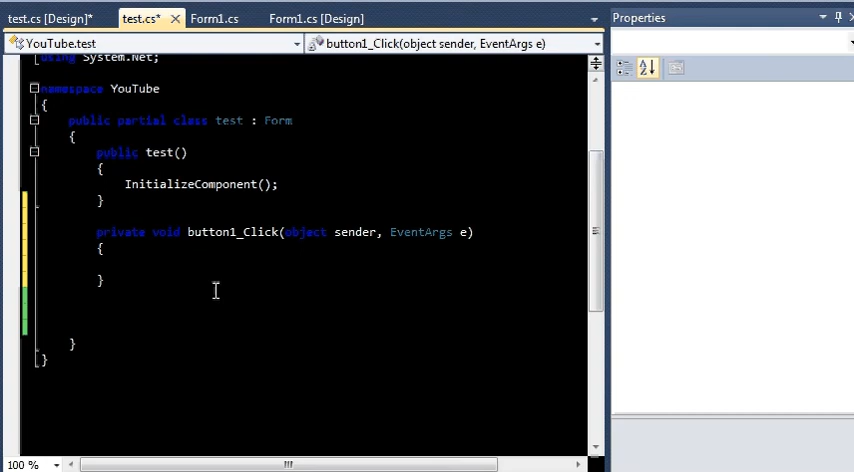 test.cs [Design]* test.cs* Form1.cs Form1.cs [Design] Properties
YouTube.test button1_Click(object sender, EventArgs e)
using System.Net;
namespace YouTube
{
public partial class test : Form
{
public test()
{
InitializeComponent();
}
private void button1_Click(object sender, EventArgs e)
{
}
}
}
100 %